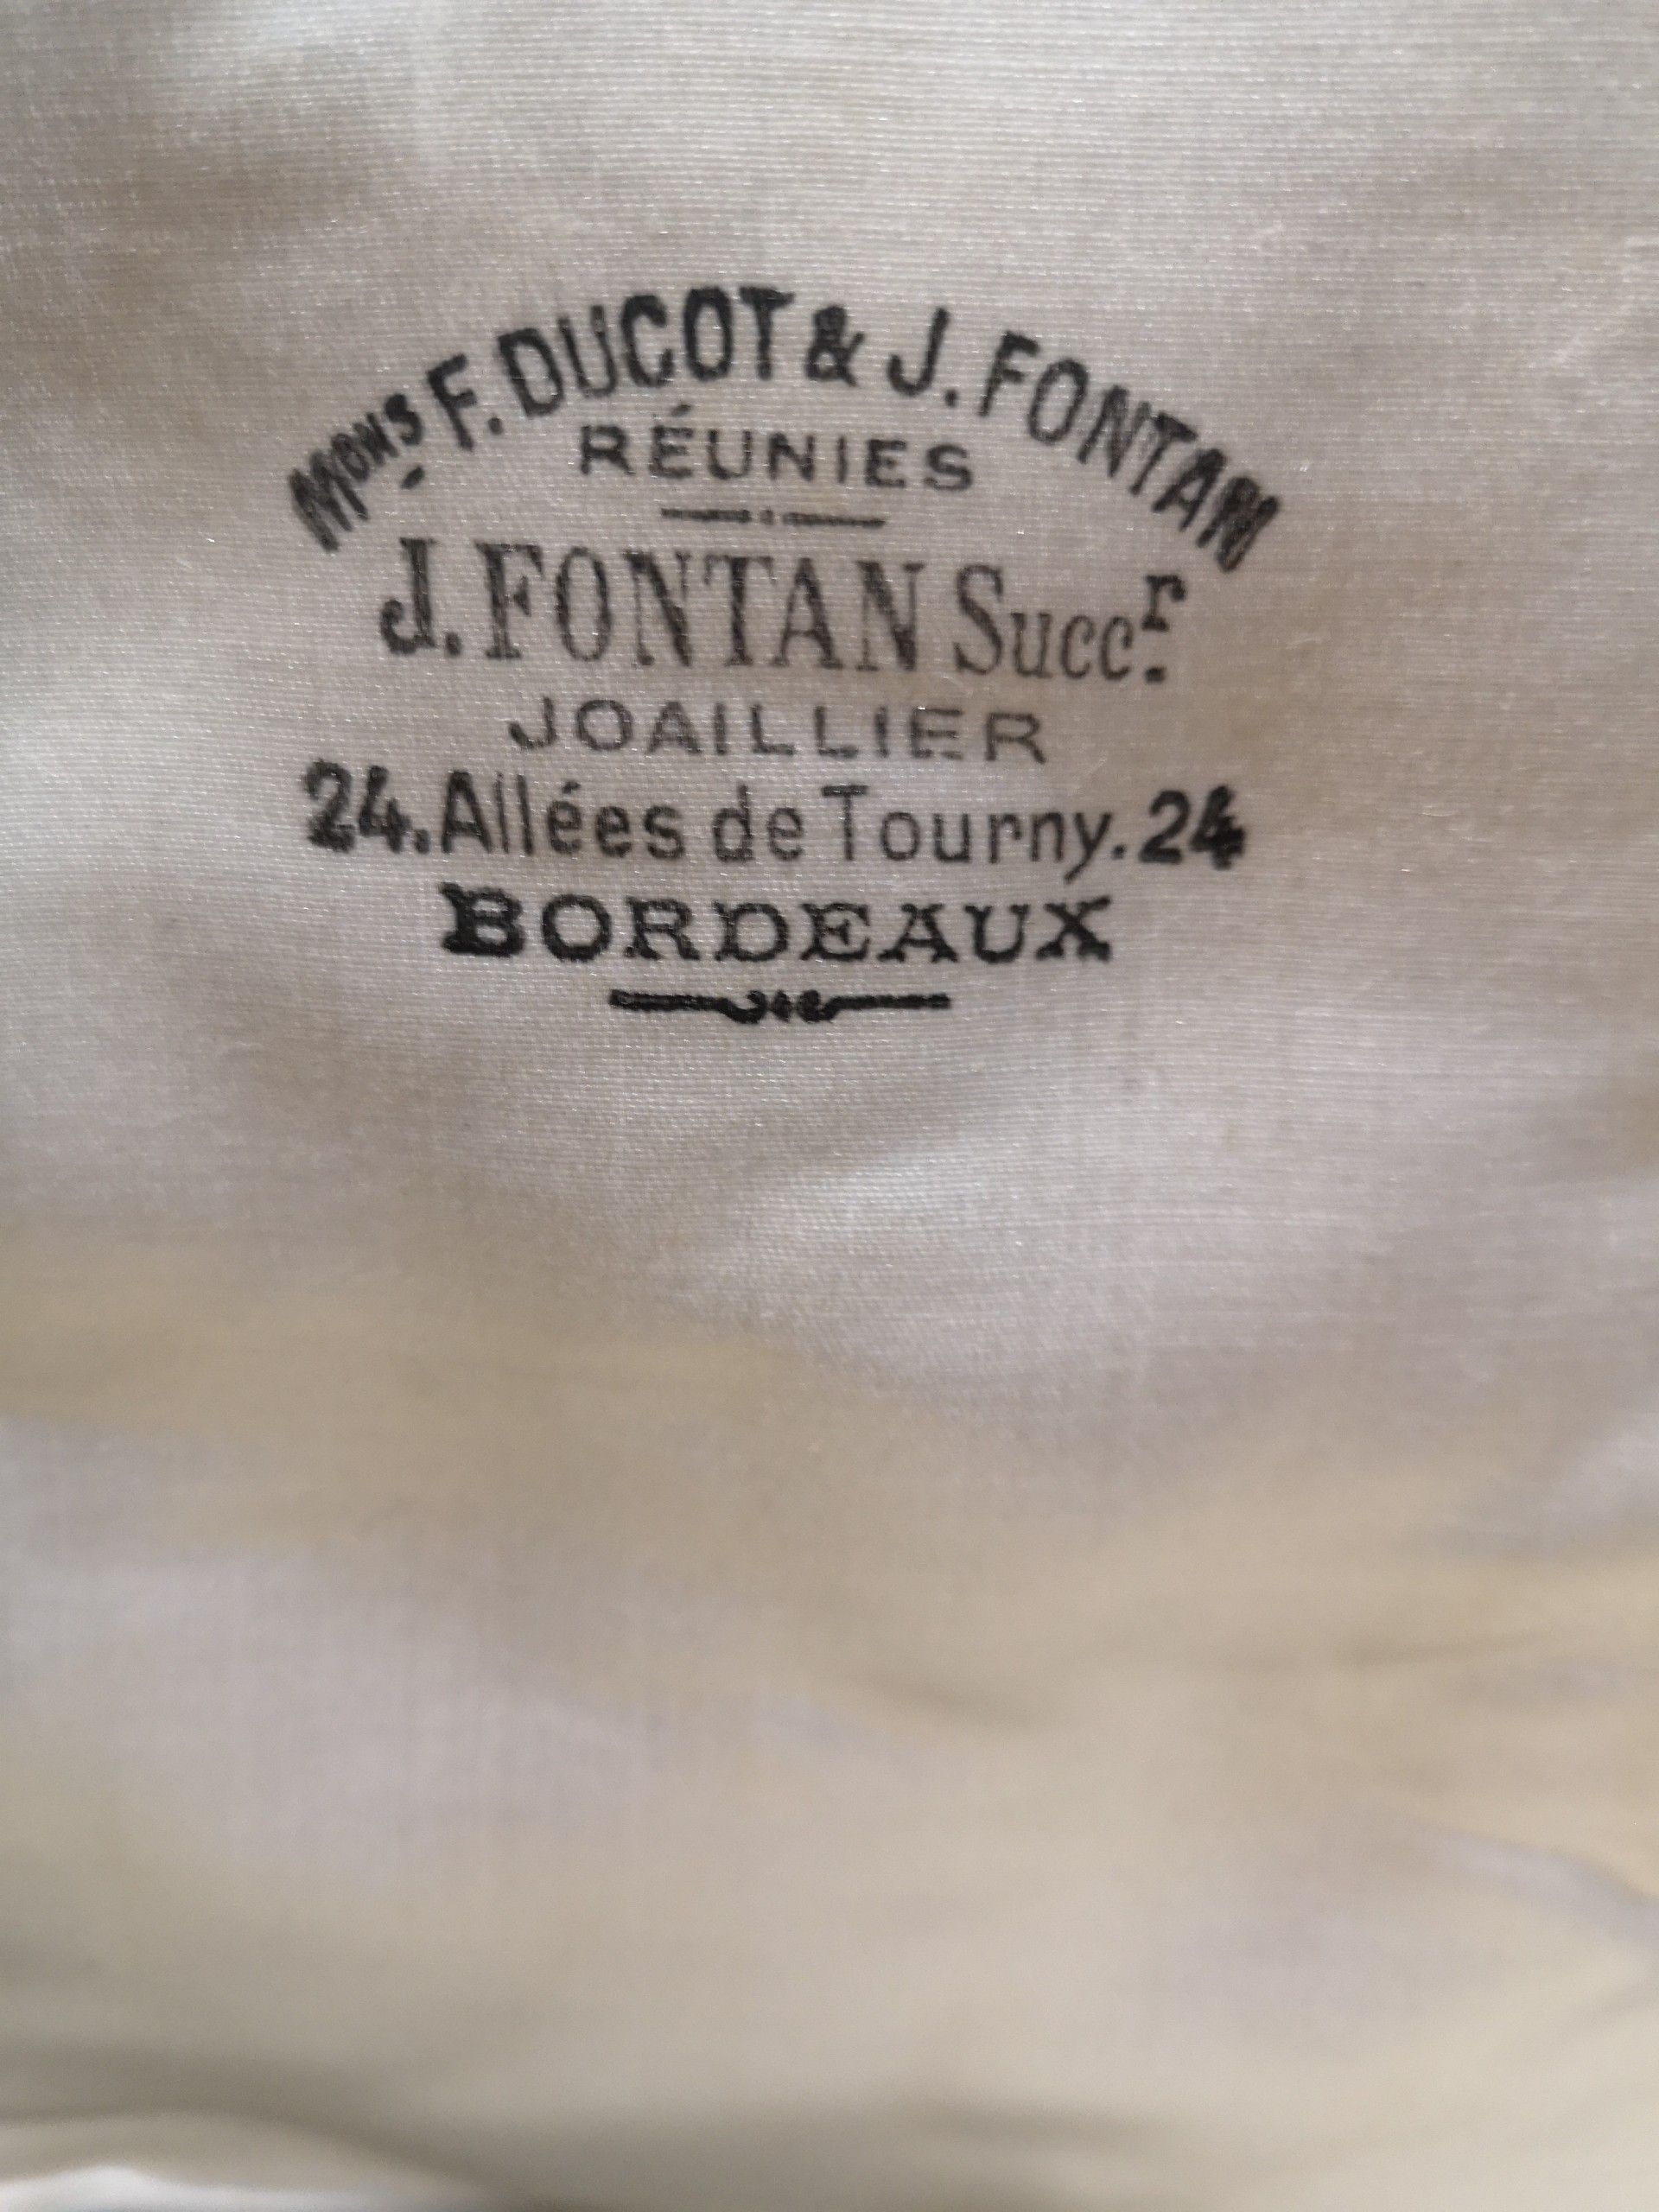 Mons F. DUCOT & J. FONTAN
RÉUNIES
J. FONTAN Succr.
JOAILLIER
24. Allées de Tourny. 24
BORDEAUX